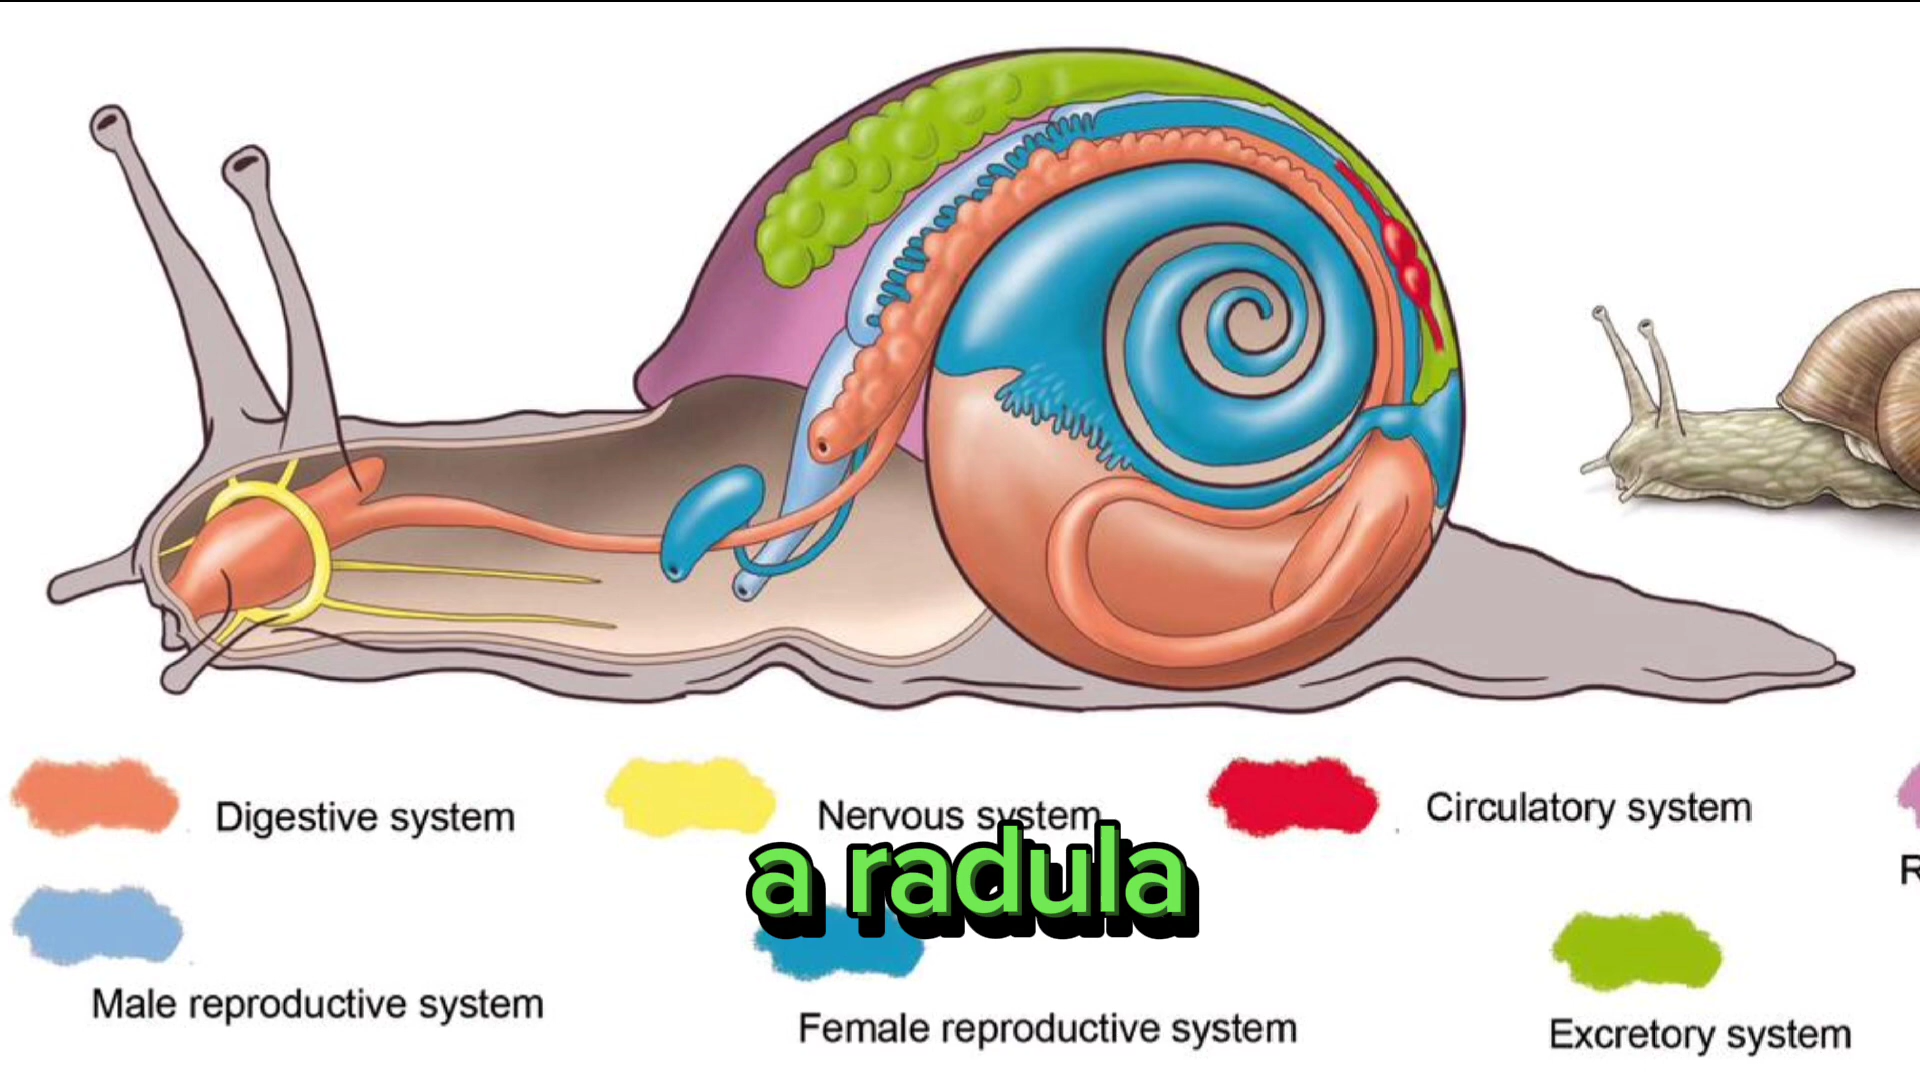 Digestive system
Nervous system
Circulatory system
R
a radula
Male reproductive system
Female reproductive system
Excretory system